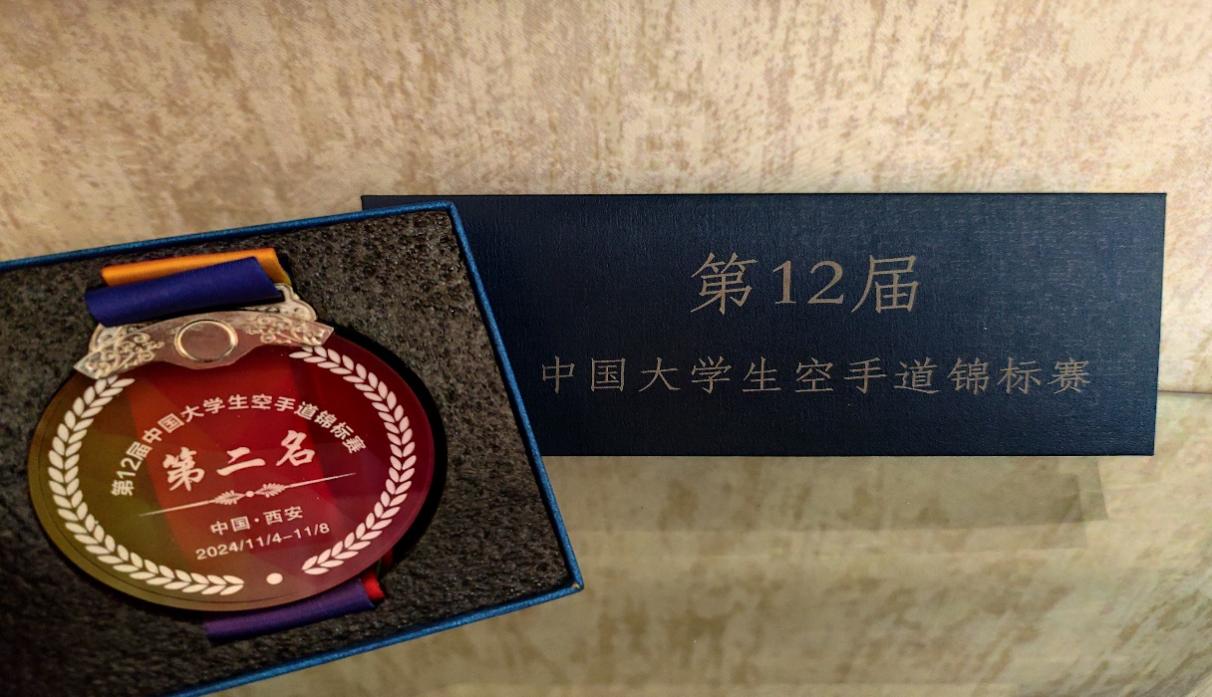 第12届中国大学生空手道锦标赛
第二名
中国·西安
2024/11/4-11/8
第12届
中国大学生空手道锦标赛